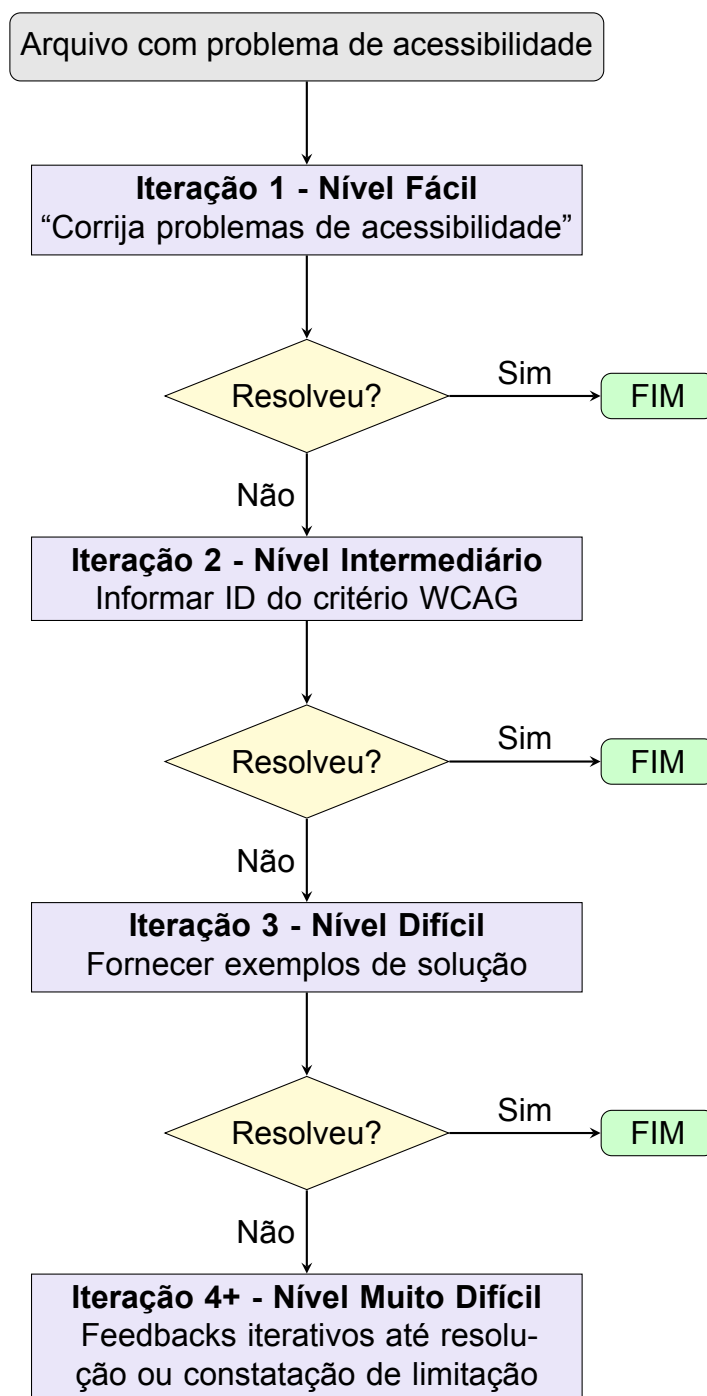 Arquivo com problema de acessibilidade
Iteração 1 - Nível Fácil
“Corrija problemas de acessibilidade”
Resolveu?
Sim
FIM
Não
Iteração 2 - Nível Intermediário
Informar ID do critério WCAG
Resolveu?
Sim
FIM
Não
Iteração 3 - Nível Difícil
Fornecer exemplos de solução
Resolveu?
Sim
FIM
Não
Iteração 4+ - Nível Muito Difícil
Feedbacks iterativos até resolu-
ção ou constatação de limitação